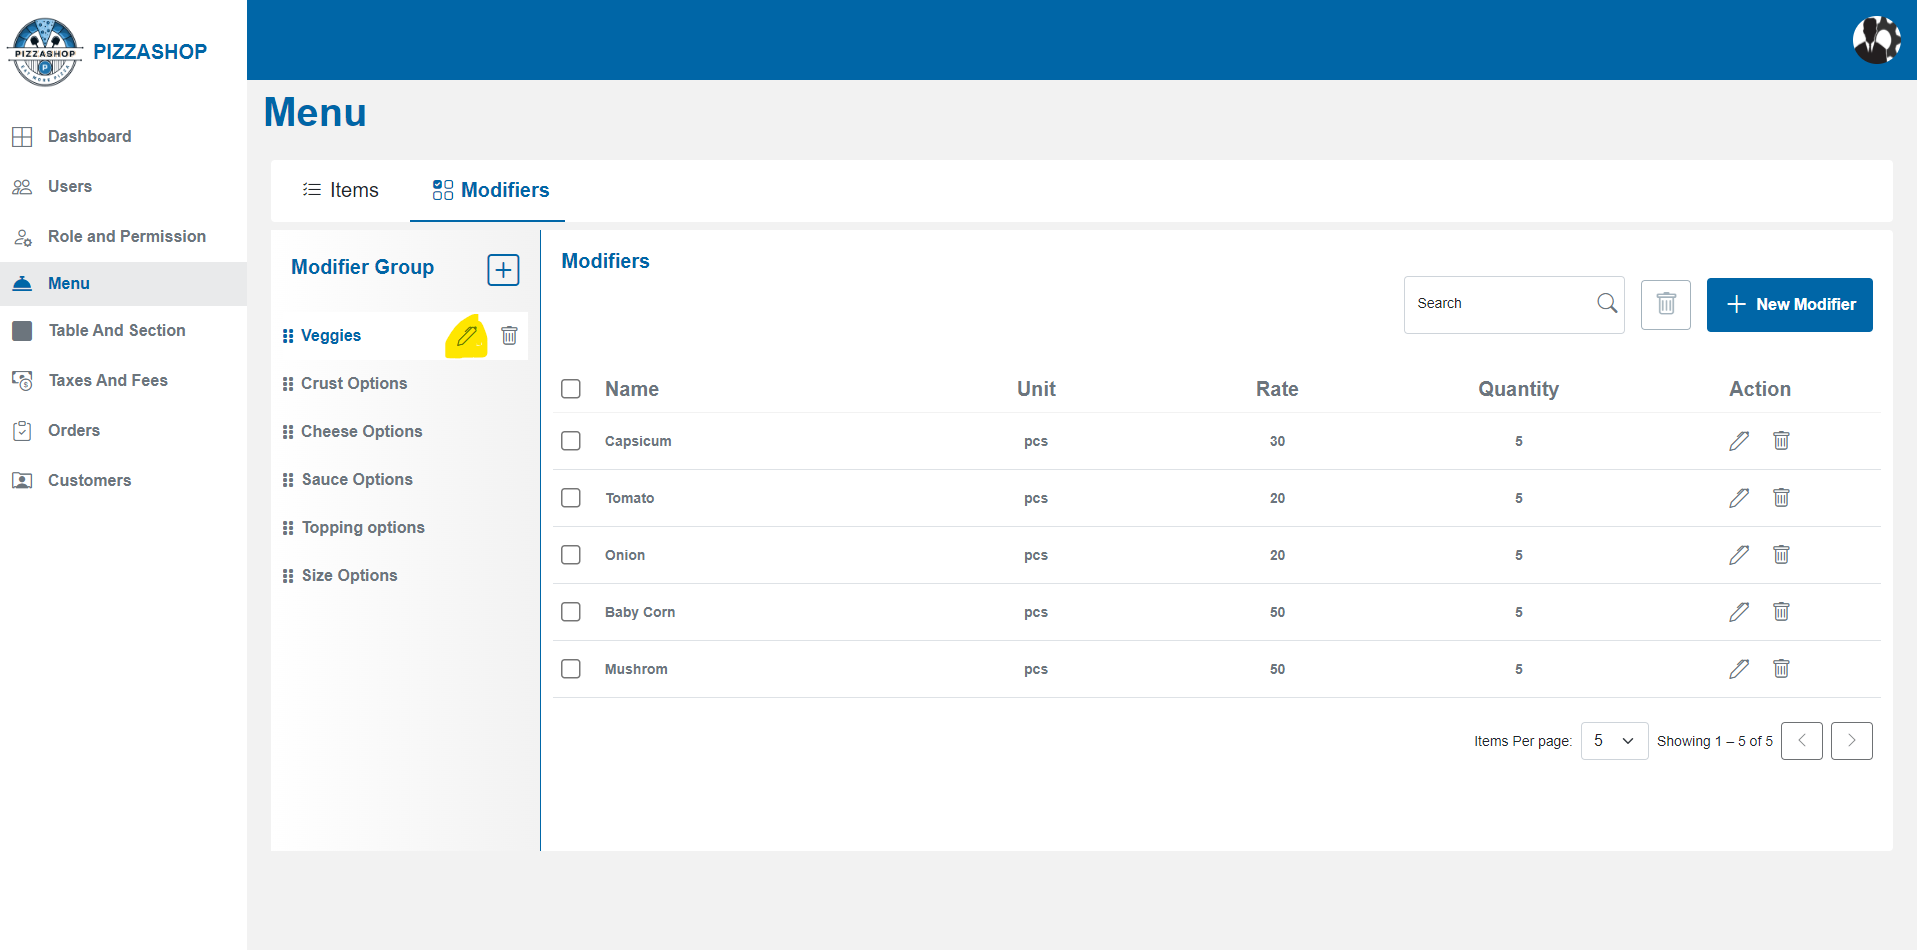 PIZZASHOP
EAT MORE PIZZA
P
PIZZASHOP
Dashboard
Users
Role and Permission
Menu
Table And Section
Taxes And Fees
Orders
Customers
Menu
Items
Modifiers
Modifier Group
Veggies
Crust Options
Cheese Options
Sauce Options
Topping options
Size Options
Modifiers
Search
New Modifier
Name Unit Rate Quantity Action
Capsicum pcs 30 5
Tomato pcs 20 5
Onion pcs 20 5
Baby Corn pcs 50 5
Mushrom pcs 50 5
Items Per page: 5 Showing 1 – 5 of 5